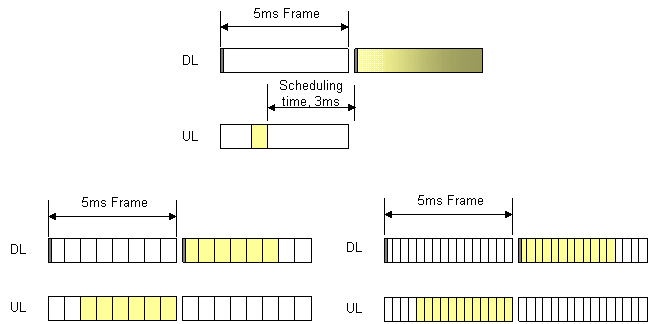 5ms Frame
DL
Scheduling
time, 3ms
UL
5ms Frame
DL
UL
5ms Frame
DL
UL